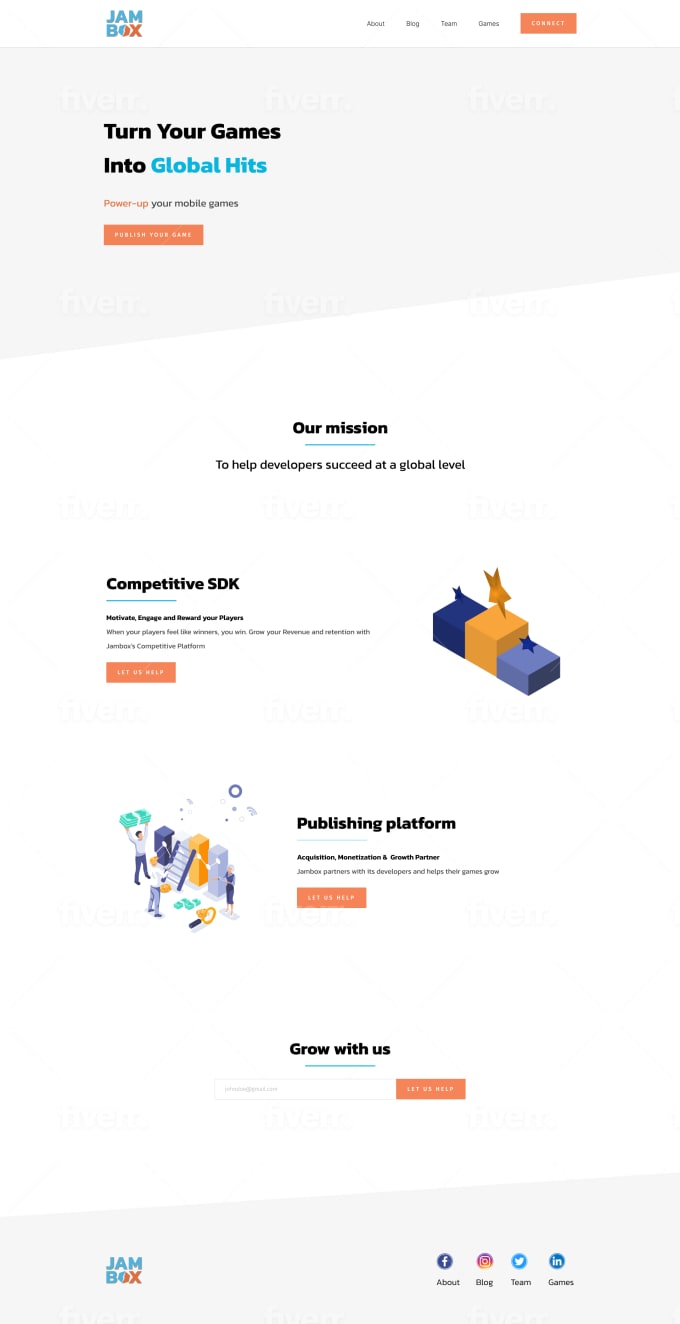 JAM
BOX
About Blog Team Games CONNECT
Turn Your Games
Into Global Hits
Power-up your mobile games
PUBLISH YOUR GAME
Our mission
To help developers succeed at a global level
Competitive SDK
Motivate, Engage and Reward your Players
When your players feel like winners, you win. Grow your Revenue and retention with
Jambox's Competitive Platform
LET US HELP
Publishing platform
Acquisition, Monetization & Growth Partner
Jambox partners with its developers and helps their games grow
LET US HELP
Grow with us
LET US HELP
JAM
BOX
About Blog Team Games
fiverr.